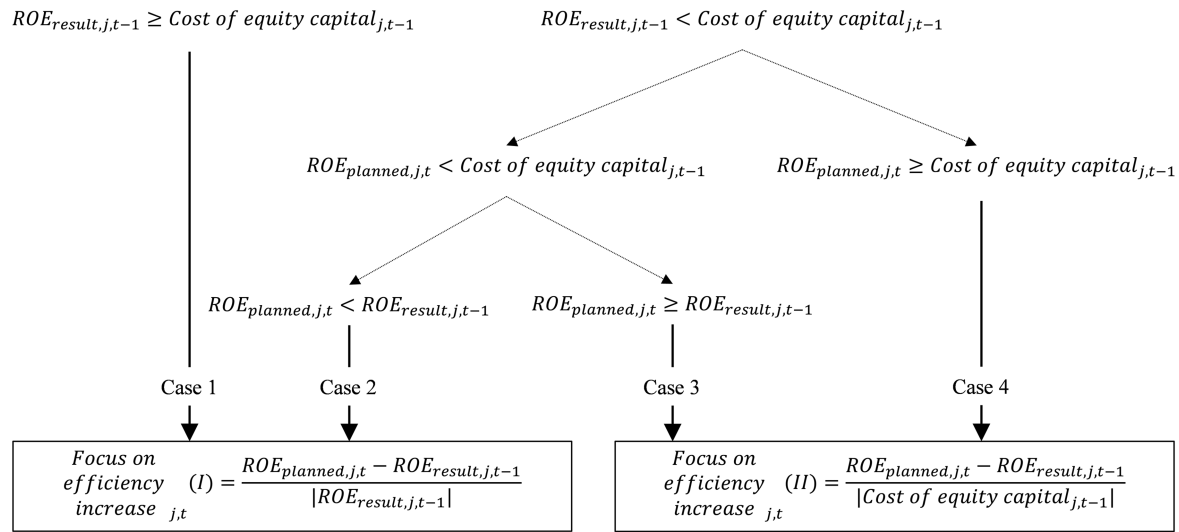 ROE_result,j,t−1 ≥ Cost of equity capital_j,t−1
ROE_result,j,t−1 < Cost of equity capital_j,t−1
ROE_planned,j,t < Cost of equity capital_j,t−1
ROE_planned,j,t ≥ Cost of equity capital_j,t−1
ROE_planned,j,t < ROE_result,j,t−1
ROE_planned,j,t ≥ ROE_result,j,t−1
Case 1
Case 2
Case 3
Case 4
Focus on
efficiency
increase j,t
(I) =
ROE_planned,j,t − ROE_result,j,t−1
|ROE_result,j,t−1|
Focus on
efficiency
increase j,t
(II) =
ROE_planned,j,t − ROE_result,j,t−1
|Cost of equity capital_j,t−1|